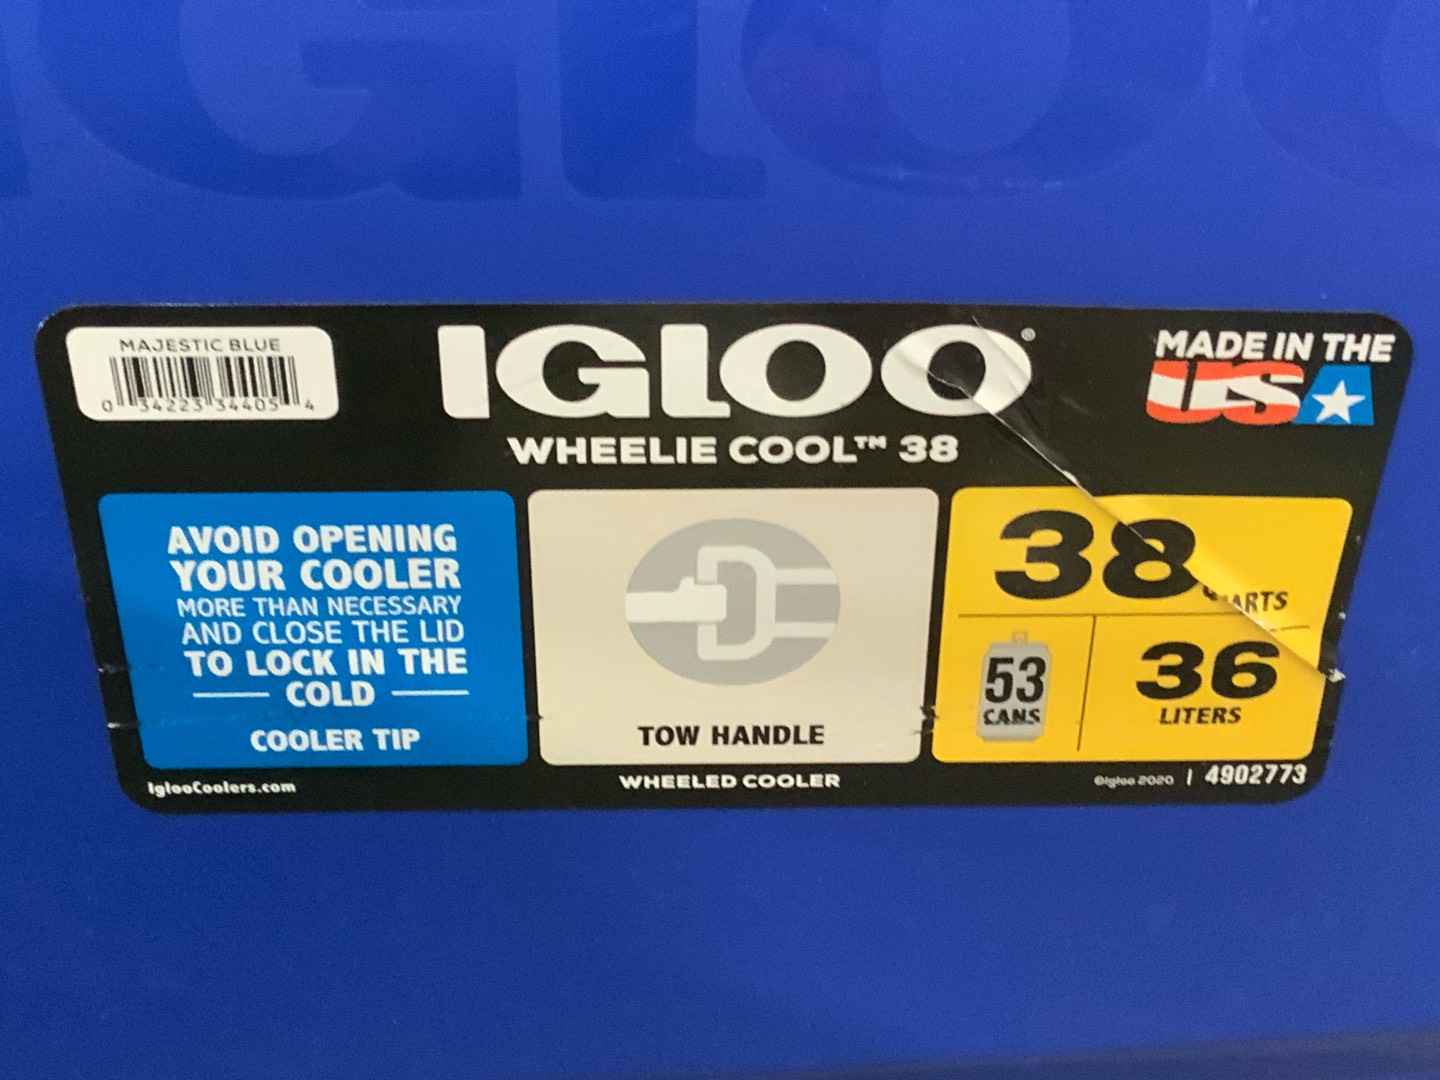 MAJESTIC BLUE
0 34223 34405 4
IGLOO®
WHEELIE COOL™ 38
MADE IN THE
USA
AVOID OPENING
YOUR COOLER
MORE THAN NECESSARY
AND CLOSE THE LID
TO LOCK IN THE
COLD
COOLER TIP
IglooCoolers.com
TOW HANDLE
WHEELED COOLER
38
53
CANS
36
LITERS
©Igloo 2020 | 4902773